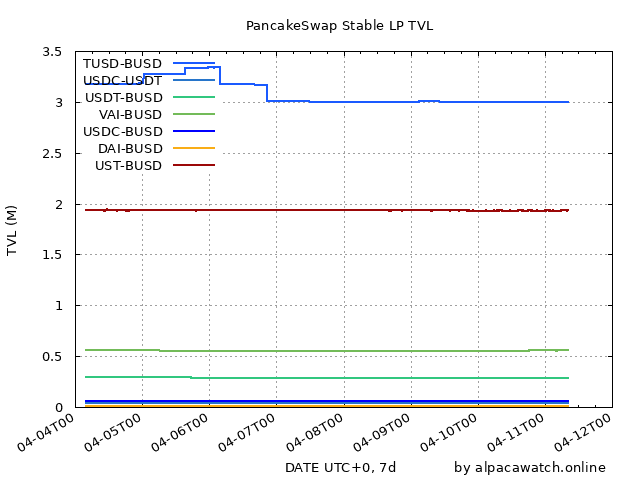 PancakeSwap Stable LP TVL
3.5
3
2.5
2
1.5
1
0.5
0
TVL (M)
TUSD-BUSD
USDC-USDT
USDT-BUSD
VAI-BUSD
USDC-BUSD
DAI-BUSD
UST-BUSD
04-04T00
04-05T00
04-06T00
04-07T00
04-08T00
04-09T00
04-10T00
04-11T00
04-12T00
DATE UTC+0, 7d
by alpacawatch.online